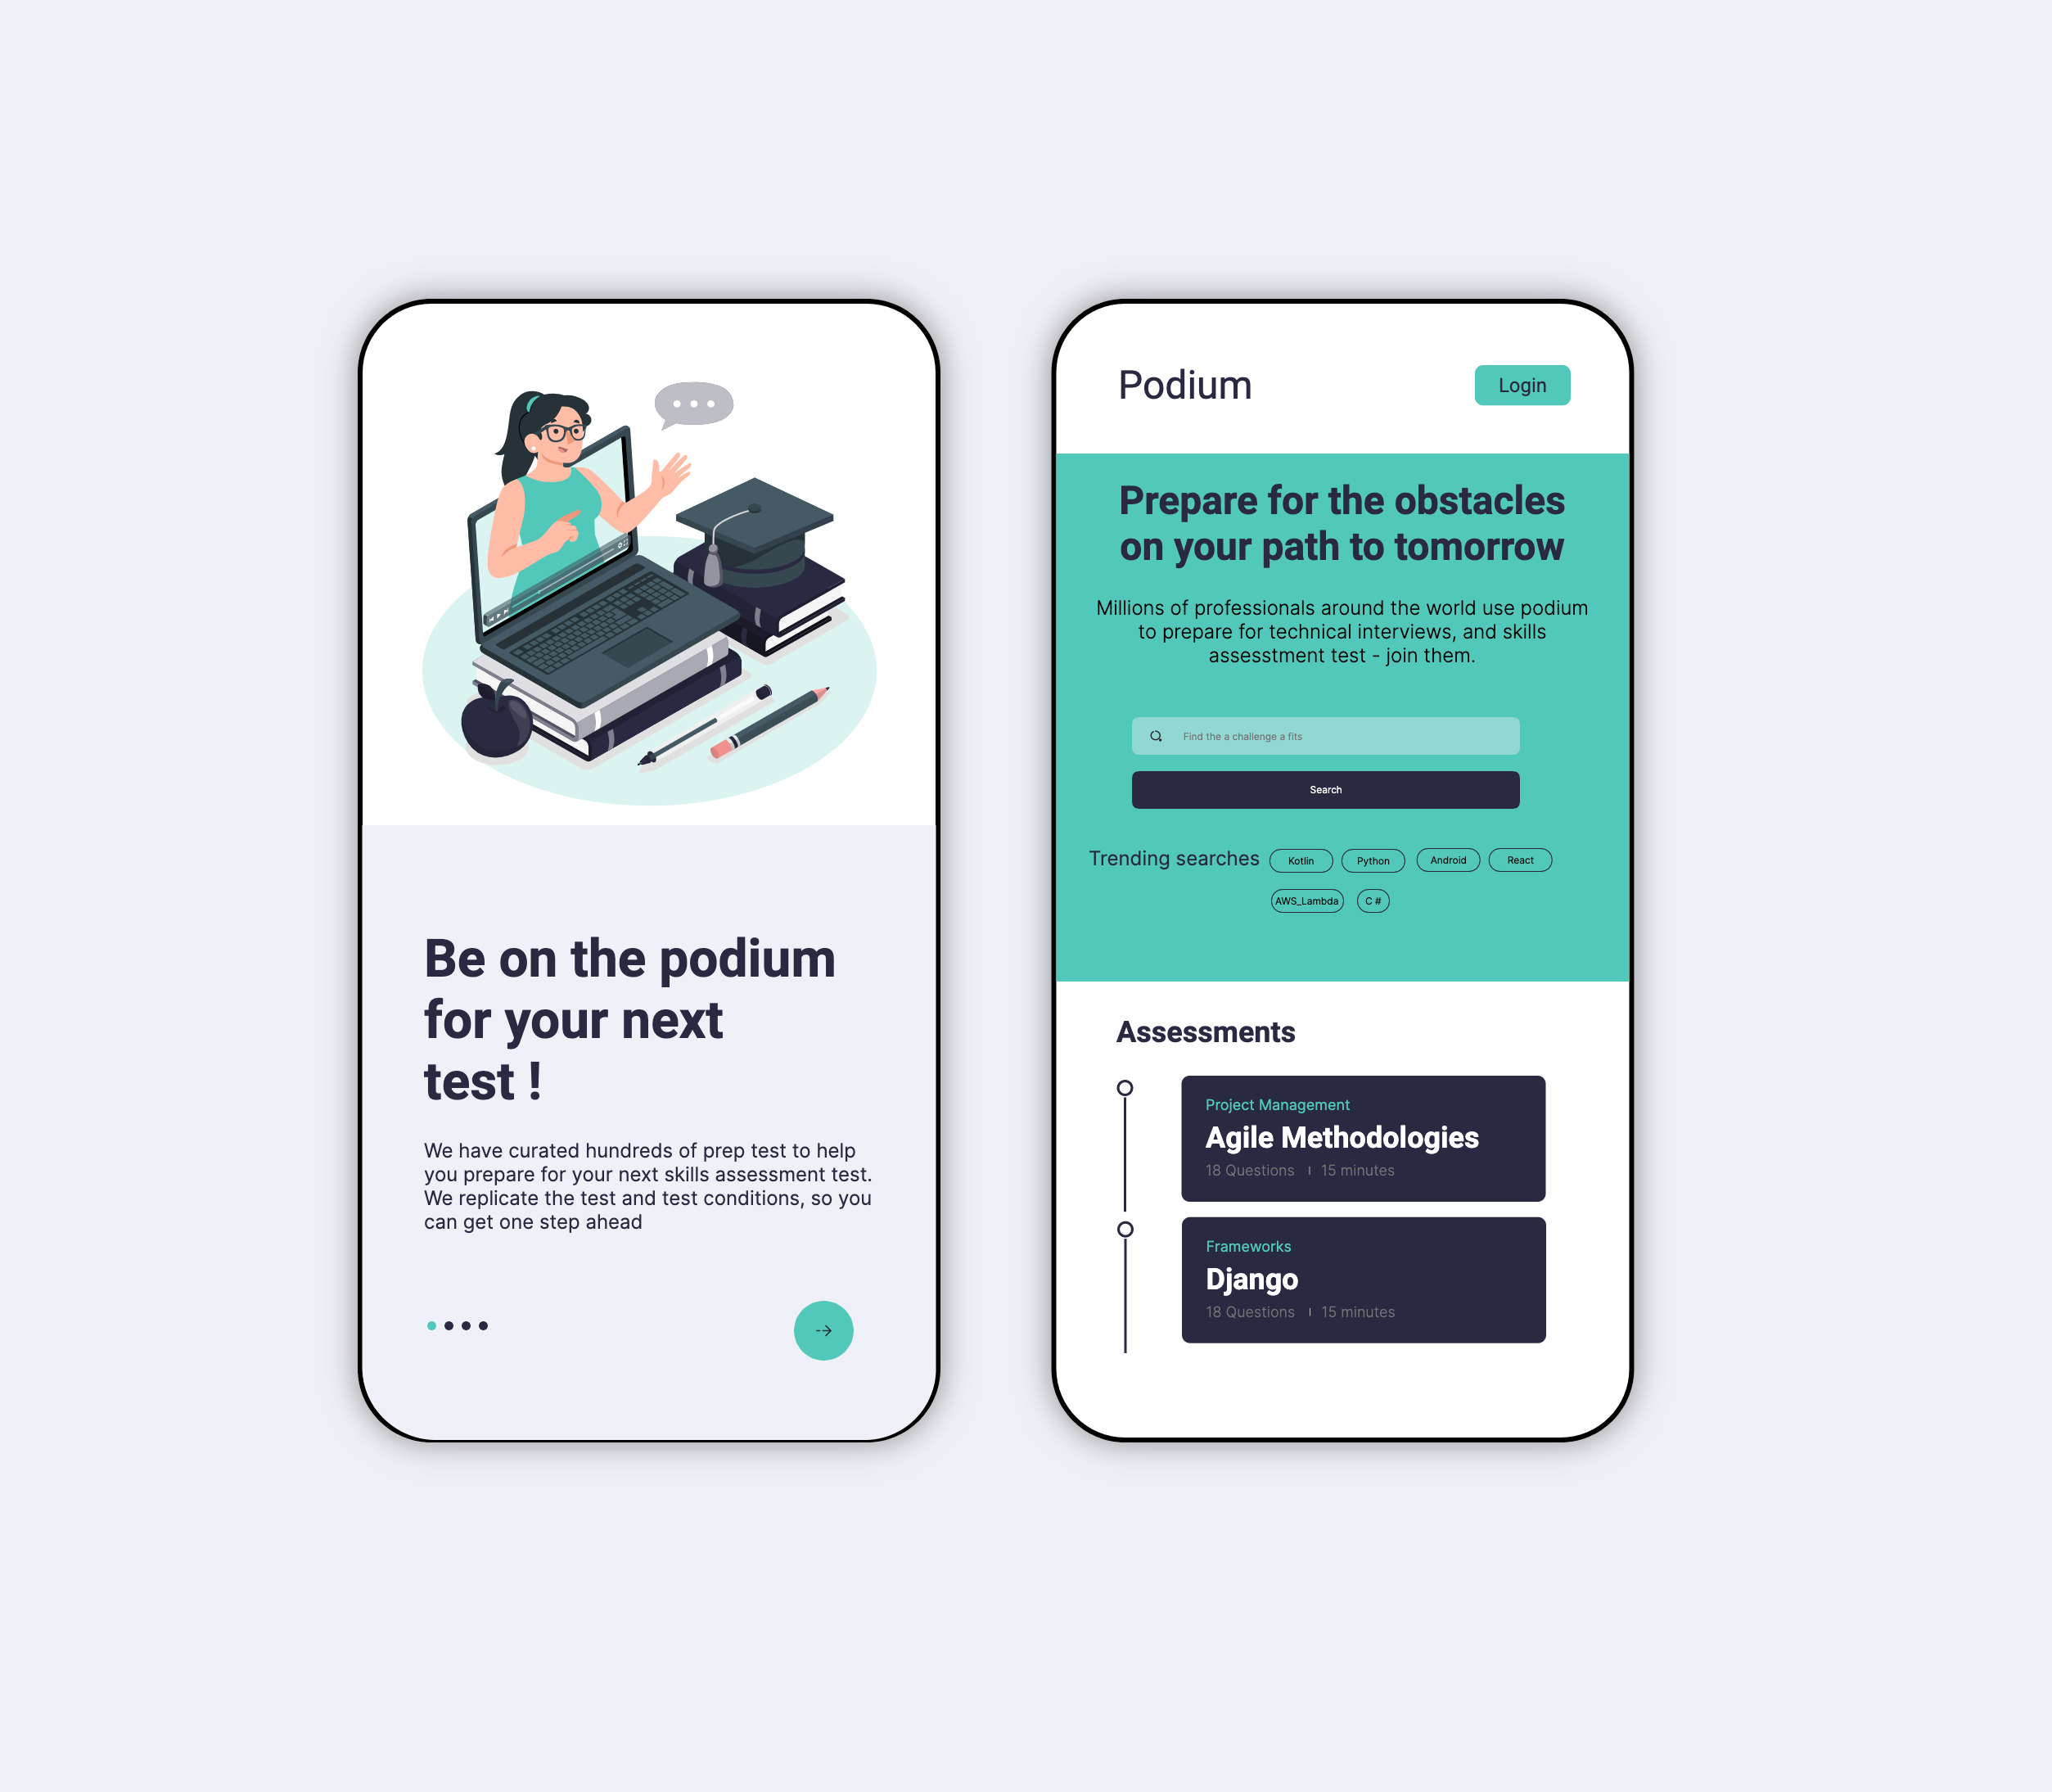 Be on the podium
for your next
test !
We have curated hundreds of prep test to help
you prepare for your next skills assessment test.
We replicate the test and test conditions, so you
can get one step ahead
Podium
Login
Prepare for the obstacles
on your path to tomorrow
Millions of professionals around the world use podium
to prepare for technical interviews, and skills
assesstment test - join them.
Find the a challenge a fits
Search
Trending searches Kotlin Python Android React
AWS_Lambda C #
Assessments
Project Management
Agile Methodologies
18 Questions | 15 minutes
Frameworks
Django
18 Questions | 15 minutes